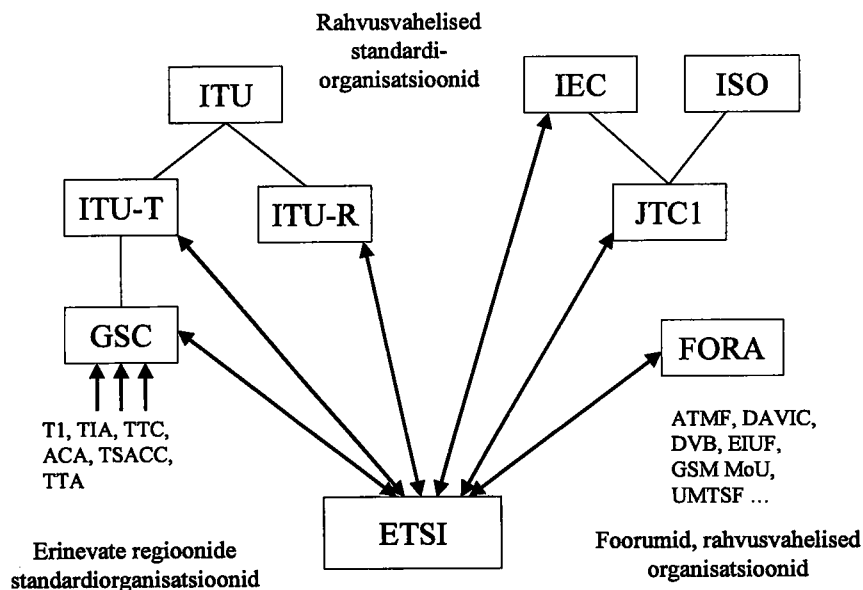 Rahvusvahelised
standardi-
organisatsioonid
ITU
IEC
ISO
ITU-T
ITU-R
JTC1
GSC
FORA
T1, TIA, TTC,
ACA, TSACC,
TTA
ATMF, DAVIC,
DVB, EIUF,
GSM MoU,
UMTSF ...
ETSI
Erinevate regioonide
standardiorganisatsioonid
Foorumid, rahvusvahelised
organisatsioonid